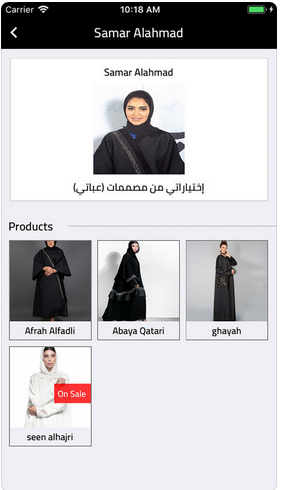 Carrier 10:18 AM
Samar Alahmad
Samar Alahmad
إختياراتي من مصممات (عباتي)
Products
Afrah Alfadli
Abaya Qatari
ghayah
On Sale
seen alhajri